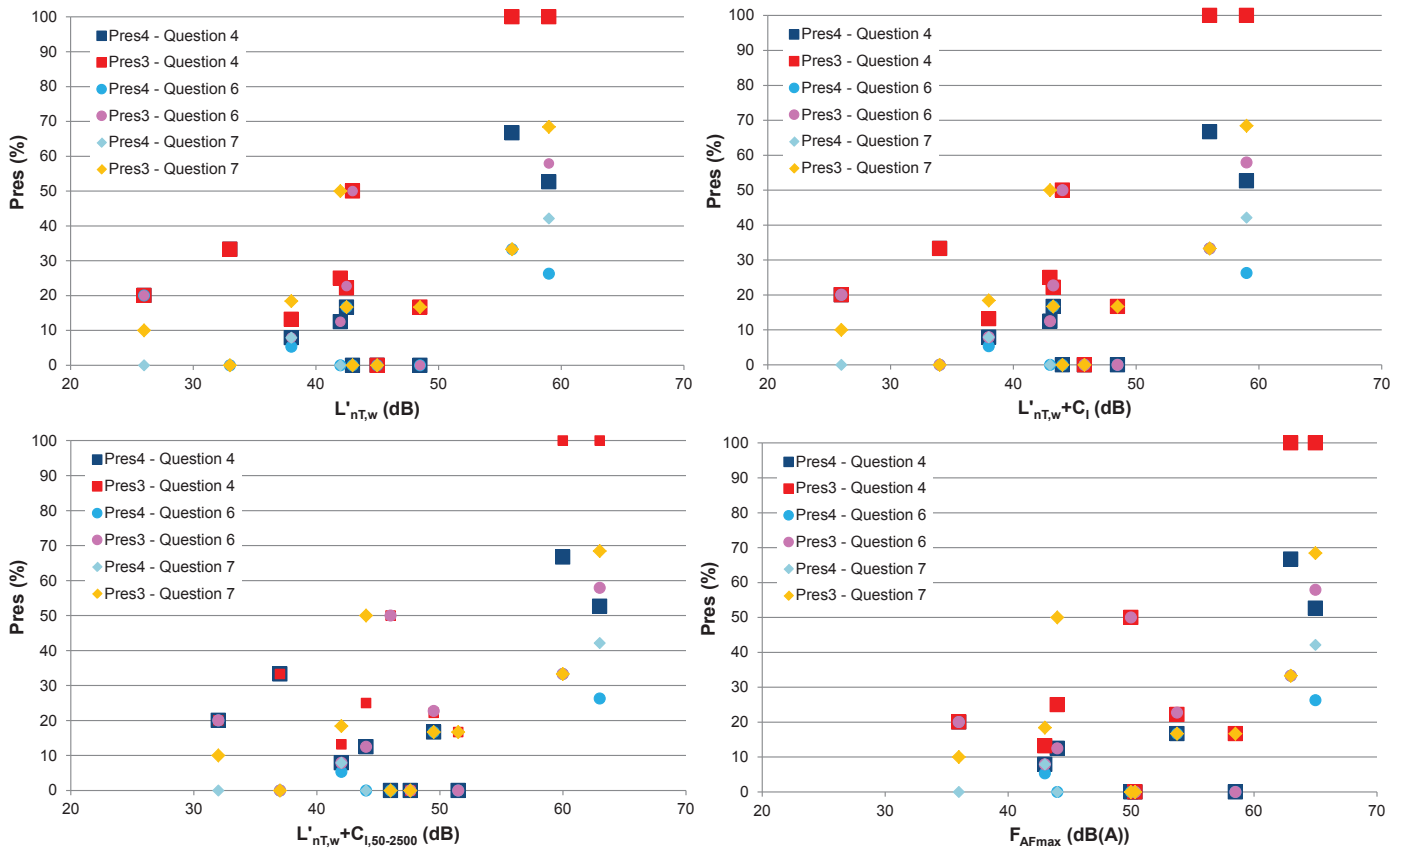 100
90
80
70
60
50
40
30
20
10
0
Pres (%)
Pres4 - Question 4
Pres3 - Question 4
Pres4 - Question 6
Pres3 - Question 6
Pres4 - Question 7
Pres3 - Question 7
20 30 40 50 60 70
L'nT,w (dB)
100
90
80
70
60
50
40
30
20
10
0
Pres (%)
Pres4 - Question 4
Pres3 - Question 4
Pres4 - Question 6
Pres3 - Question 6
Pres4 - Question 7
Pres3 - Question 7
20 30 40 50 60 70
L'nT,w+CI (dB)
100
90
80
70
60
50
40
30
20
10
0
Pres (%)
Pres4 - Question 4
Pres3 - Question 4
Pres4 - Question 6
Pres3 - Question 6
Pres4 - Question 7
Pres3 - Question 7
20 30 40 50 60 70
L'nT,w+CI,50-2500 (dB)
100
90
80
70
60
50
40
30
20
10
0
Pres (%)
Pres4 - Question 4
Pres3 - Question 4
Pres4 - Question 6
Pres3 - Question 6
Pres4 - Question 7
Pres3 - Question 7
20 30 40 50 60 70
FAFmax (dB(A))